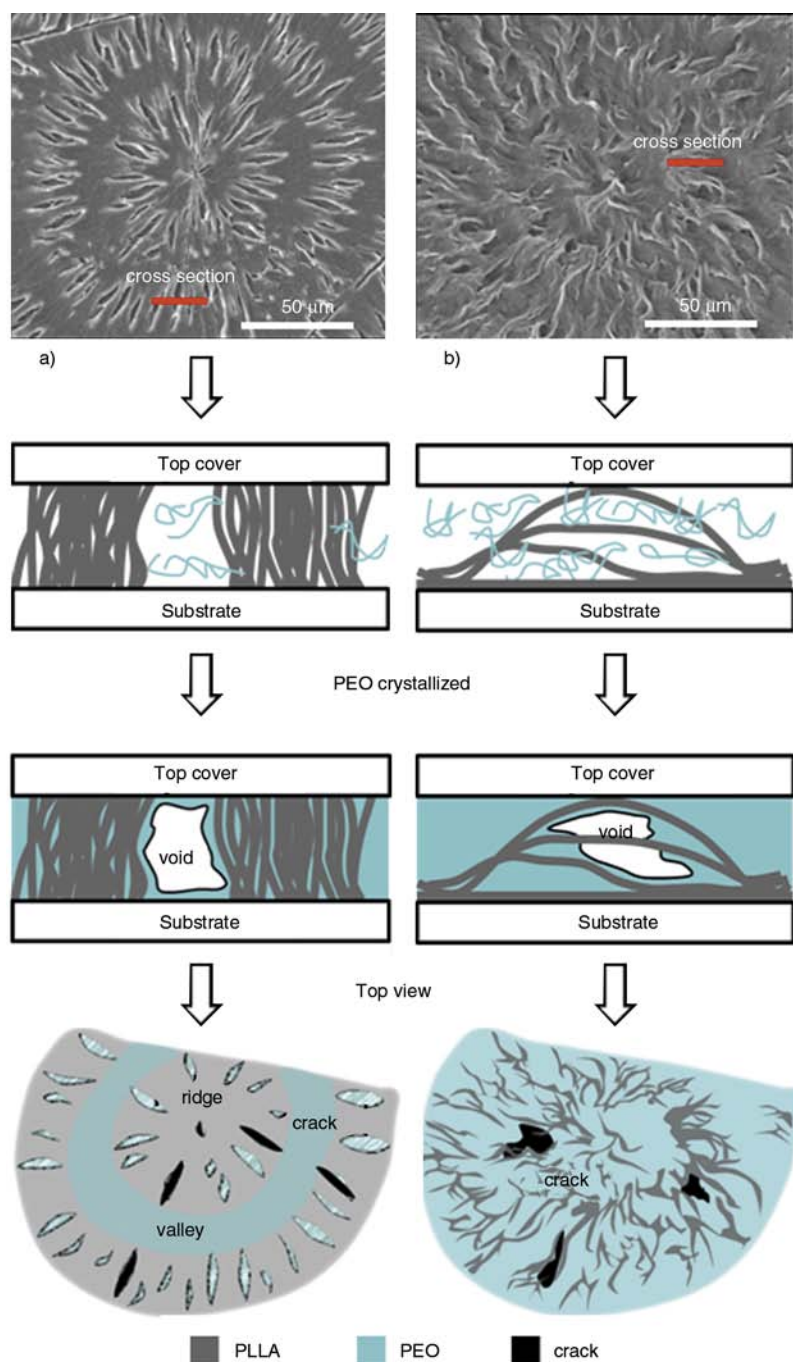 cross section
50 µm
cross section
50 µm
a)
b)
Top cover
Top cover
Substrate
Substrate
PEO crystallized
Top cover
Top cover
void
void
Substrate
Substrate
Top view
ridge
crack
valley
crack
PLLA
PEO
crack